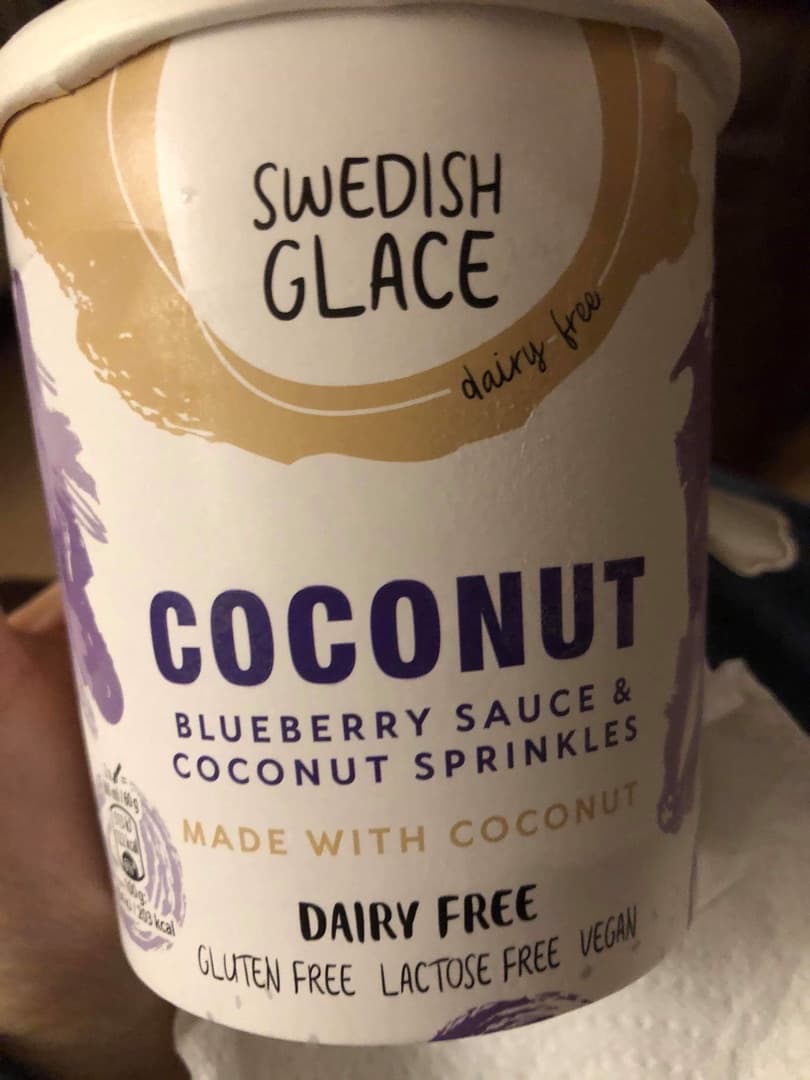 SWEDISH
GLACE
dairy-free
COCONUT
BLUEBERRY SAUCE &
COCONUT SPRINKLES
MADE WITH COCONUT
DAIRY FREE
GLUTEN FREE LACTOSE FREE VEGAN
kcal